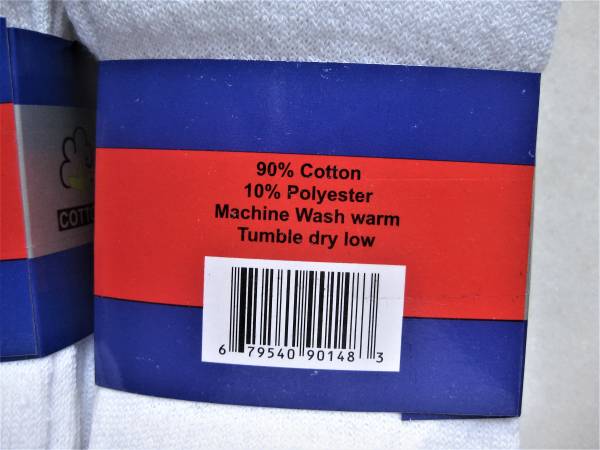 90% Cotton
10% Polyester
Machine Wash warm
Tumble dry low
6 79540 90148 3